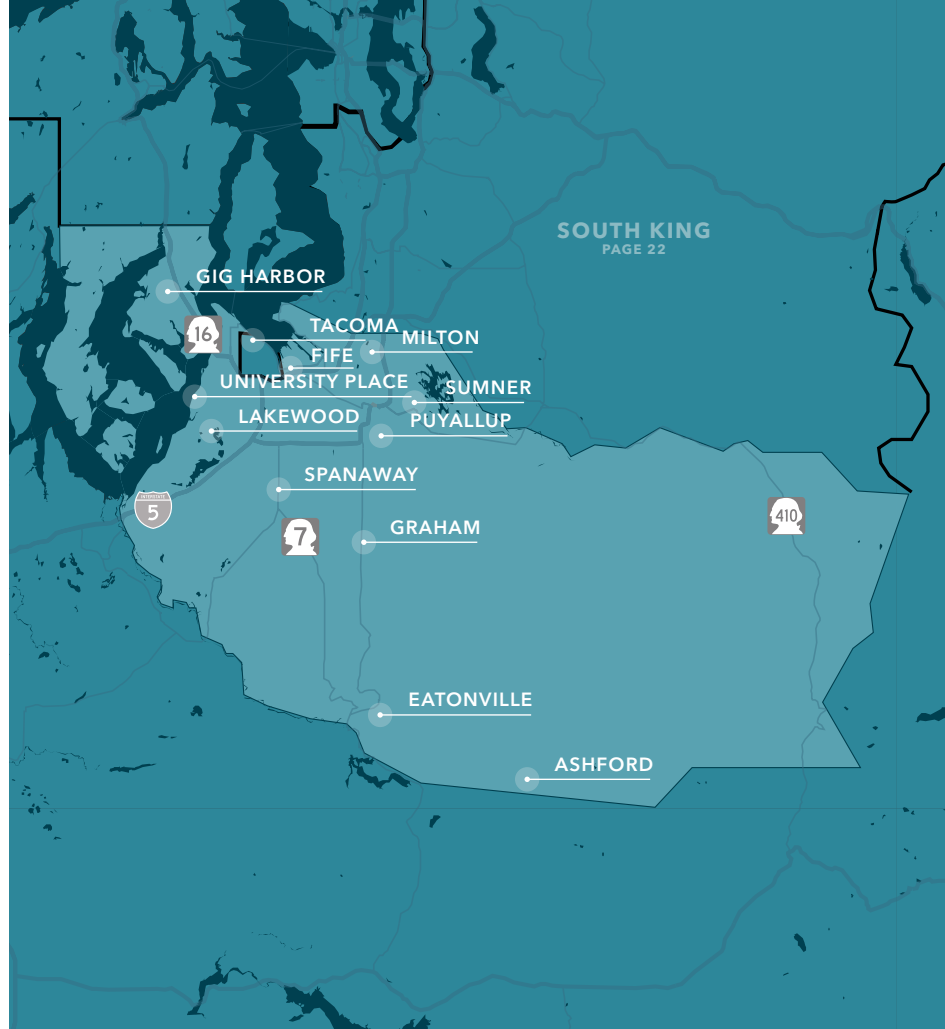 SOUTH KING
PAGE 22
GIG HARBOR
16
TACOMA
MILTON
FIFE
UNIVERSITY PLACE
SUMNER
LAKEWOOD
PUYALLUP
SPANAWAY
INTERSTATE
5
410
7
GRAHAM
EATONVILLE
ASHFORD